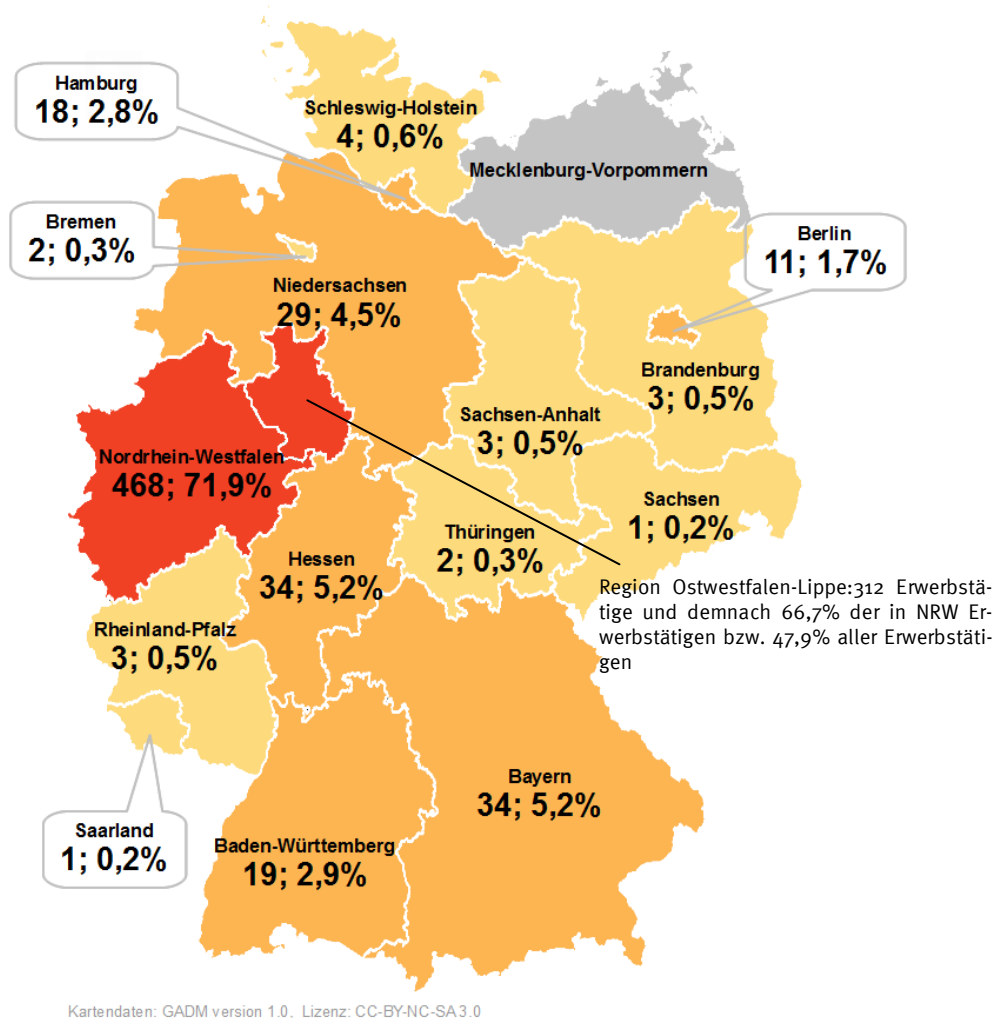 Hamburg
18; 2,8%
Schleswig-Holstein
4; 0,6%
Mecklenburg-Vorpommern
Bremen
2; 0,3%
Berlin
11; 1,7%
Niedersachsen
29; 4,5%
Brandenburg
3; 0,5%
Sachsen-Anhalt
3; 0,5%
Nordrhein-Westfalen
468; 71,9%
Sachsen
1; 0,2%
Thüringen
2; 0,3%
Hessen
34; 5,2%
Region Ostwestfalen-Lippe:312 Erwerbstä-
tige und demnach 66,7% der in NRW Er-
werbstätigen bzw. 47,9% aller Erwerbstäti-
gen
Rheinland-Pfalz
3; 0,5%
Bayern
34; 5,2%
Saarland
1; 0,2%
Baden-Württemberg
19; 2,9%
Kartendaten: GADM version 1.0, Lizenz: CC-BY-NC-SA 3.0